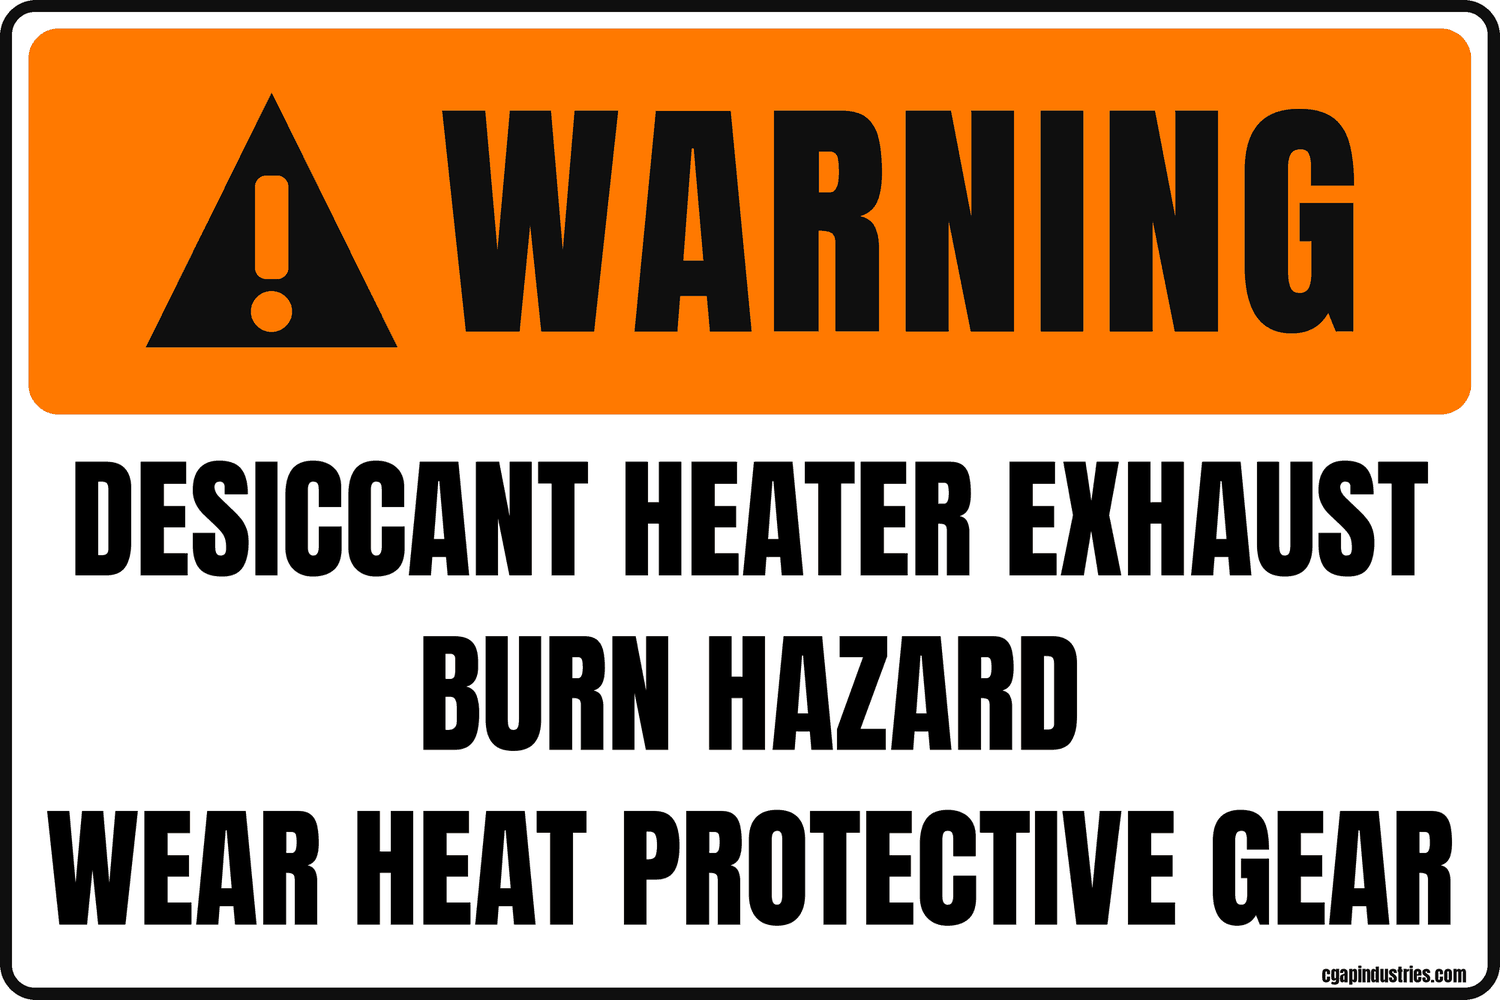 WARNING
DESICCANT HEATER EXHAUST
BURN HAZARD
WEAR HEAT PROTECTIVE GEAR
cgapindustries.com